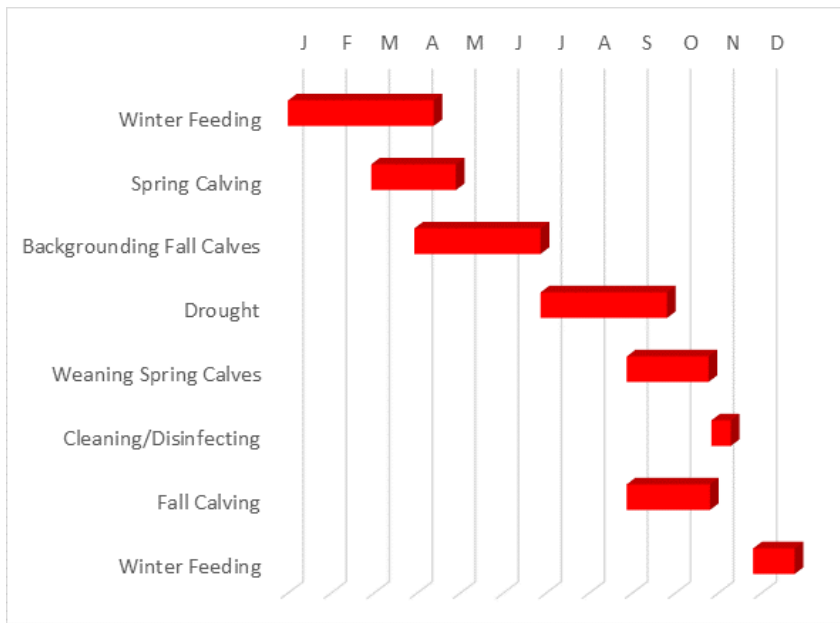 J F M A M J J A S O N D
Winter Feeding
Spring Calving
Backgrounding Fall Calves
Drought
Weaning Spring Calves
Cleaning/Disinfecting
Fall Calving
Winter Feeding